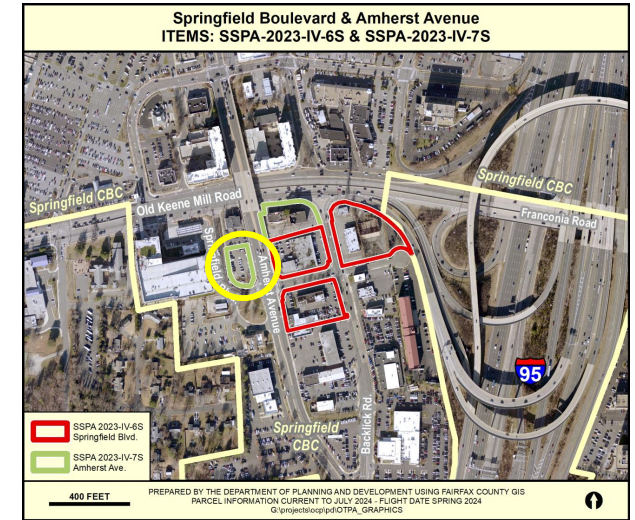 Springfield Boulevard & Amherst Avenue
ITEMS: SSPA-2023-IV-6S & SSPA-2023-IV-7S
Springfield CBC
Springfield CBC
Old Keene Mill Road
Franconia Road
Springfield
Amherst Avenue
95
SSPA 2023-IV-6S
Springfield Blvd.
SSPA 2023-IV-7S
Amherst Ave.
Springfield
CBC
Backlick Rd.
400 FEET
PREPARED BY THE DEPARTMENT OF PLANNING AND DEVELOPMENT USING FAIRFAX COUNTY GIS
PARCEL INFORMATION CURRENT TO JULY 2024 - FLIGHT DATE SPRING 2024
G:\projects\ocp\pd\OTPA_GRAPHICS